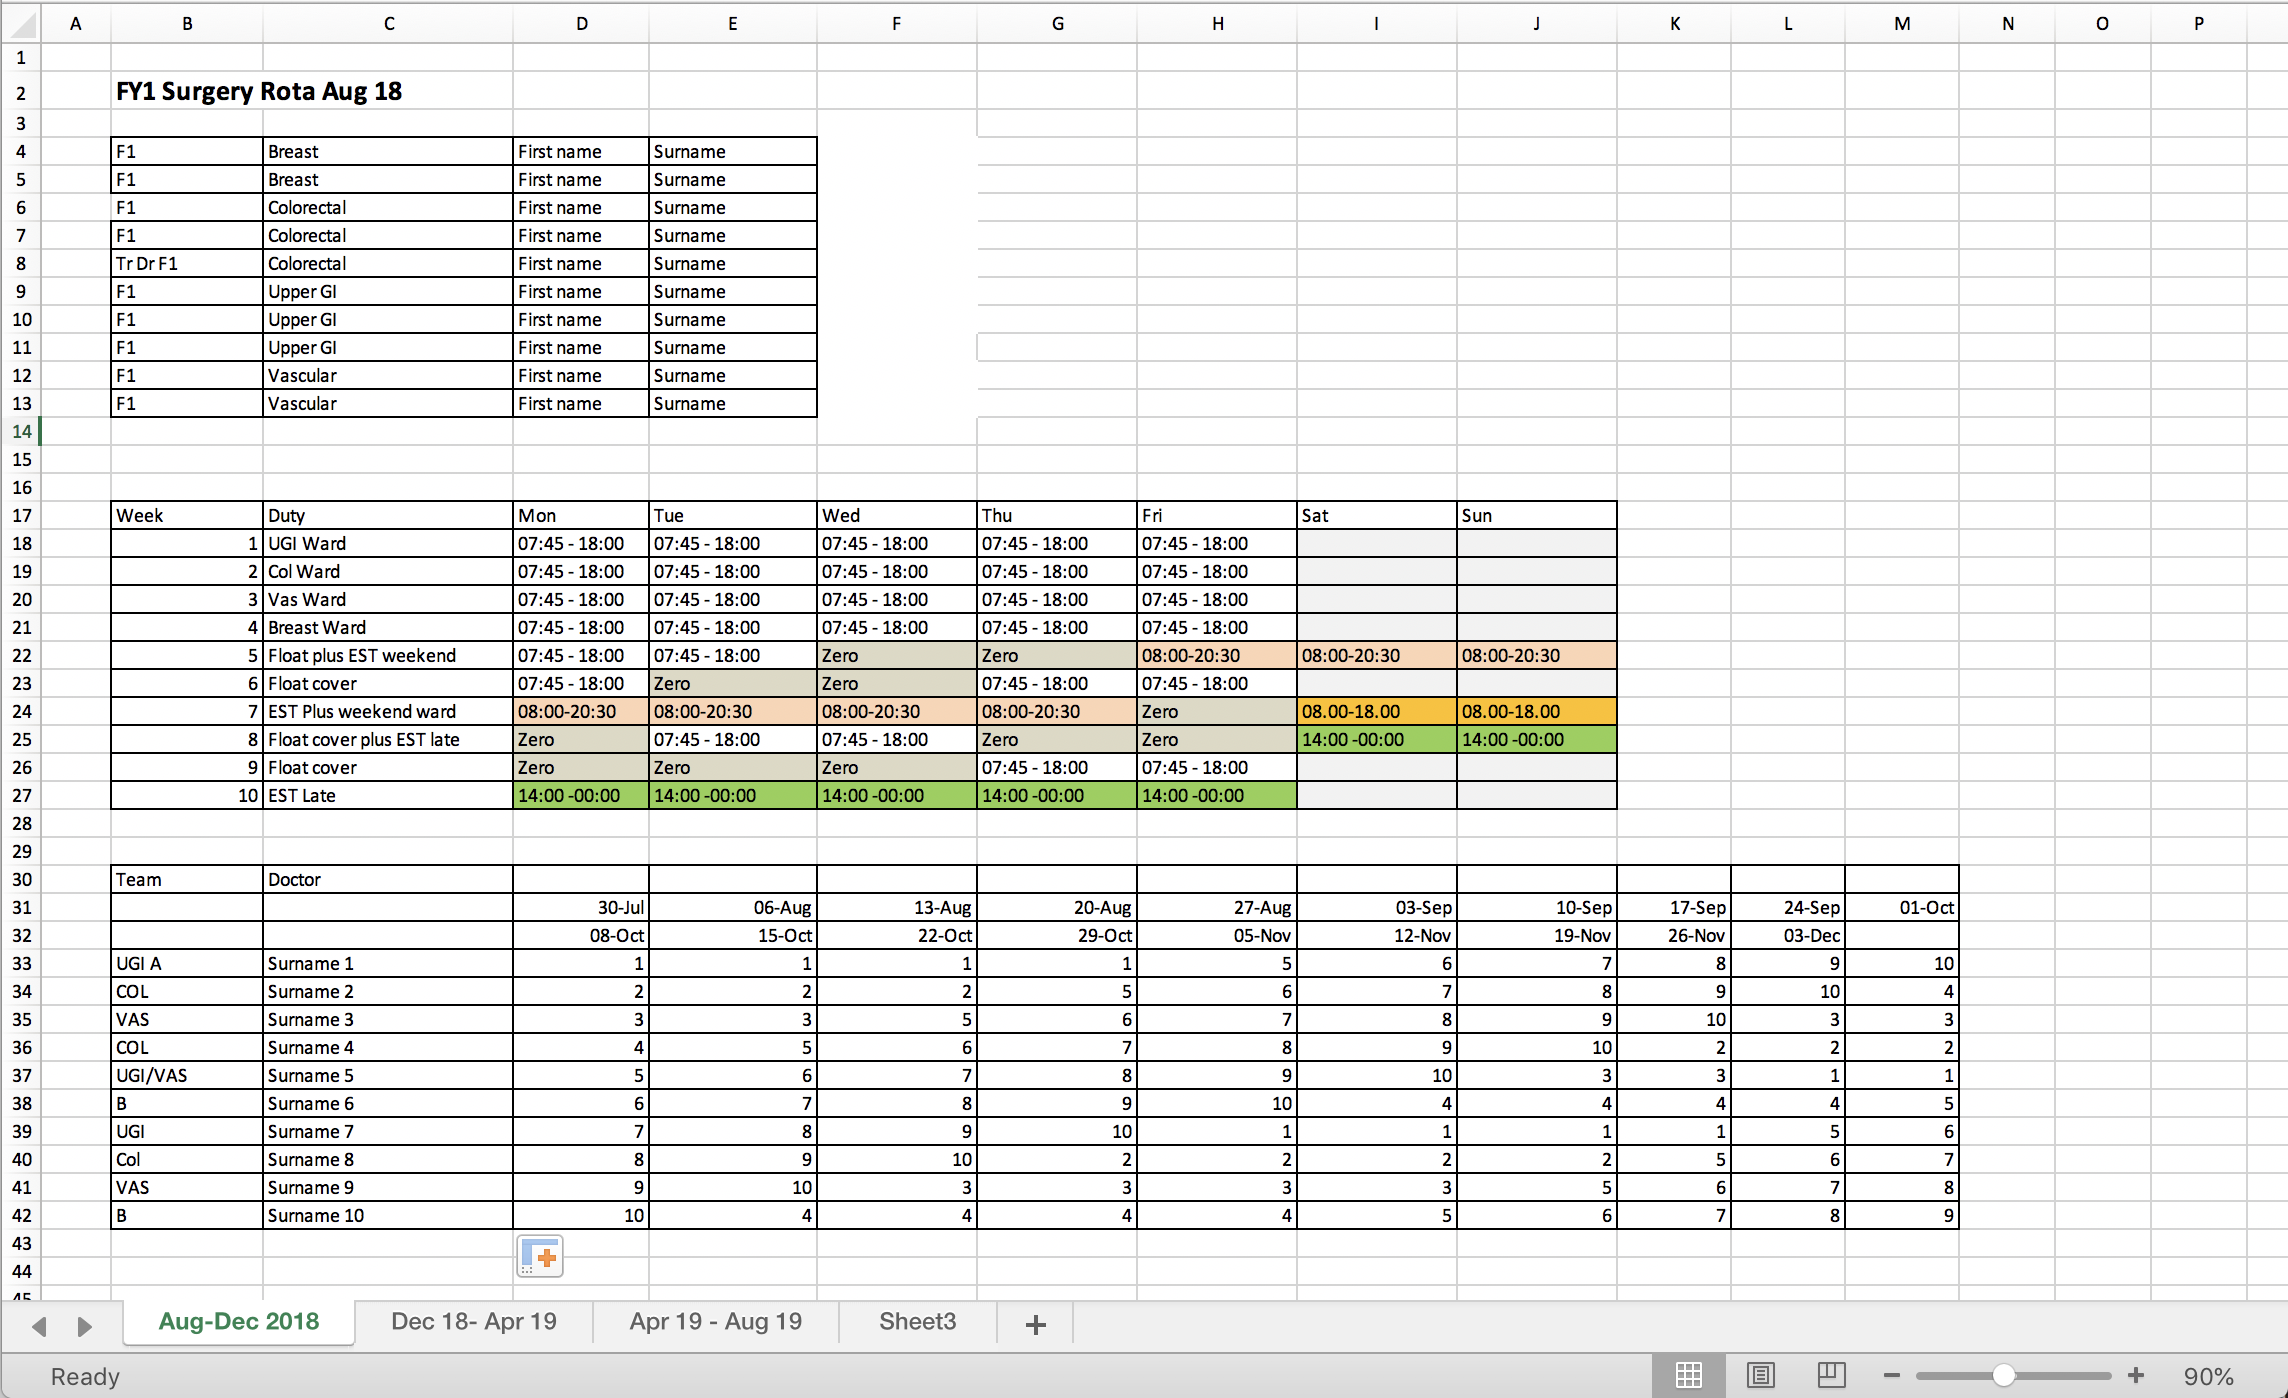 A B C D E F G H I J K L M N O P
1
2 FY1 Surgery Rota Aug 18
3
4 F1 Breast First name Surname
5 F1 Breast First name Surname
6 F1 Colorectal First name Surname
7 F1 Colorectal First name Surname
8 Tr Dr F1 Colorectal First name Surname
9 F1 Upper GI First name Surname
10 F1 Upper GI First name Surname
11 F1 Upper GI First name Surname
12 F1 Vascular First name Surname
13 F1 Vascular First name Surname
14
15
16
17 Week Duty Mon Tue Wed Thu Fri Sat Sun
18 1 UGI Ward 07:45 - 18:00 07:45 - 18:00 07:45 - 18:00 07:45 - 18:00 07:45 - 18:00
19 2 Col Ward 07:45 - 18:00 07:45 - 18:00 07:45 - 18:00 07:45 - 18:00 07:45 - 18:00
20 3 Vas Ward 07:45 - 18:00 07:45 - 18:00 07:45 - 18:00 07:45 - 18:00 07:45 - 18:00
21 4 Breast Ward 07:45 - 18:00 07:45 - 18:00 07:45 - 18:00 07:45 - 18:00 07:45 - 18:00
22 5 Float plus EST weekend 07:45 - 18:00 07:45 - 18:00 Zero Zero 08:00-20:30 08:00-20:30 08:00-20:30
23 6 Float cover 07:45 - 18:00 Zero Zero 07:45 - 18:00 07:45 - 18:00
24 7 EST Plus weekend ward 08:00-20:30 08:00-20:30 08:00-20:30 08:00-20:30 Zero 08.00-18.00 08.00-18.00
25 8 Float cover plus EST late Zero 07:45 - 18:00 07:45 - 18:00 Zero Zero 14:00 -00:00 14:00 -00:00
26 9 Float cover Zero Zero Zero 07:45 - 18:00 07:45 - 18:00
27 10 EST Late 14:00 -00:00 14:00 -00:00 14:00 -00:00 14:00 -00:00 14:00 -00:00
28
29
30 Team Doctor
31 30-Jul 06-Aug 13-Aug 20-Aug 27-Aug 03-Sep 10-Sep 17-Sep 24-Sep 01-Oct
32 08-Oct 15-Oct 22-Oct 29-Oct 05-Nov 12-Nov 19-Nov 26-Nov 03-Dec
33 UGI A Surname 1 1 1 1 1 5 6 7 8 9 10
34 COL Surname 2 2 2 2 5 6 7 8 9 10 4
35 VAS Surname 3 3 3 5 6 7 8 9 10 3 3
36 COL Surname 4 4 5 6 7 8 9 10 2 2 2
37 UGI/VAS Surname 5 5 6 7 8 9 10 3 3 1 1
38 B Surname 6 6 7 8 9 10 4 4 4 4 5
39 UGI Surname 7 7 8 9 10 1 1 1 1 5 6
40 Col Surname 8 8 9 10 2 2 2 2 5 6 7
41 VAS Surname 9 9 10 3 3 3 3 5 6 7 8
42 B Surname 10 10 4 4 4 4 5 6 7 8 9
43
44
45
Aug-Dec 2018 Dec 18- Apr 19 Apr 19 - Aug 19 Sheet3 +
Ready 90%